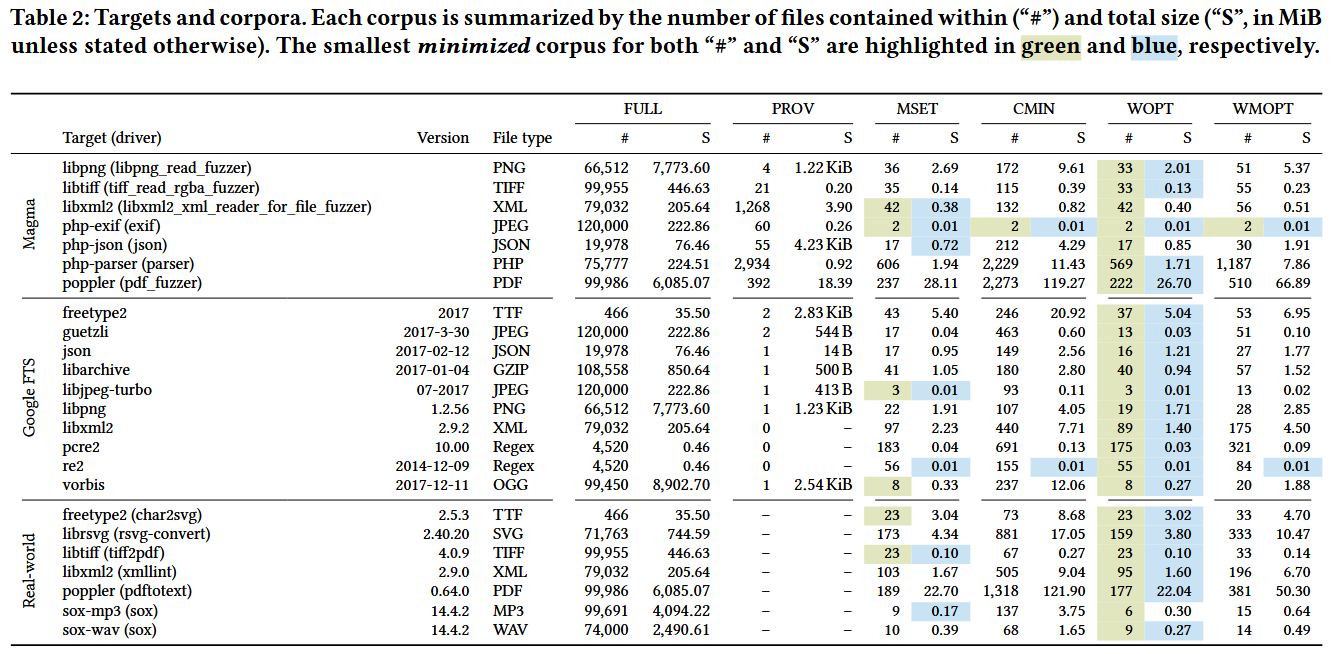 Table 2: Targets and corpora. Each corpus is summarized by the number of files contained within (“#”) and total size (“S”, in MiB
unless stated otherwise). The smallest minimized corpus for both “#” and “S” are highlighted in green and blue, respectively.
FULL PROV MSET CMIN WOPT WMOPT
Target (driver) Version File type # S # S # S # S # S # S
Magma
libpng (libpng_read_fuzzer) PNG 66,512 7,773.60 4 1.22 KiB 36 2.69 172 9.61 33 2.01 51 5.37
libtiff (tiff_read_rgba_fuzzer) TIFF 99,955 446.63 21 0.20 35 0.14 115 0.39 33 0.13 55 0.23
libxml2 (libxml2_xml_reader_for_file_fuzzer) XML 79,032 205.64 1,268 3.90 42 0.38 132 0.82 42 0.40 56 0.51
php-exif (exif) JPEG 120,000 222.86 60 0.26 2 0.01 2 0.01 2 0.01 2 0.01
php-json (json) JSON 19,978 76.46 55 4.23 KiB 17 0.72 212 4.29 17 0.85 30 1.91
php-parser (parser) PHP 75,777 224.51 2,934 0.92 606 1.94 2,229 11.43 569 1.71 1,187 7.86
poppler (pdf_fuzzer) PDF 99,986 6,085.07 392 18.39 237 28.11 2,273 119.27 222 26.70 510 66.89
Google FTS
freetype2 2017 TTF 466 35.50 2 2.83 KiB 43 5.40 246 20.92 37 5.04 53 6.95
guetzli 2017-3-30 JPEG 120,000 222.86 2 544 B 17 0.04 463 0.60 13 0.03 51 0.10
json 2017-02-12 JSON 19,978 76.46 1 14 B 17 0.95 149 2.56 16 1.21 27 1.77
libarchive 2017-01-04 GZIP 108,558 850.64 1 500 B 41 1.05 180 2.80 40 0.94 57 1.52
libjpeg-turbo 07-2017 JPEG 120,000 222.86 1 413 B 3 0.01 93 0.11 3 0.01 13 0.02
libpng 1.2.56 PNG 66,512 7,773.60 1 1.23 KiB 22 1.91 107 4.05 19 1.71 28 2.85
libxml2 2.9.2 XML 79,032 205.64 0 – 97 2.23 440 7.71 89 1.40 175 4.50
pcre2 10.00 Regex 4,520 0.46 0 – 183 0.04 691 0.13 175 0.03 321 0.09
re2 2014-12-09 Regex 4,520 0.46 0 – 56 0.01 155 0.01 55 0.01 84 0.01
vorbis 2017-12-11 OGG 99,450 8,902.70 1 2.54 KiB 8 0.33 237 12.06 8 0.27 20 1.88
Real-world
freetype2 (char2svg) 2.5.3 TTF 466 35.50 – – 23 3.04 73 8.68 23 3.02 33 4.70
librsvg (rsvg-convert) 2.40.20 SVG 71,763 744.59 – – 173 4.34 881 17.05 159 3.80 333 10.47
libtiff (tiff2pdf) 4.0.9 TIFF 99,955 446.63 – – 23 0.10 67 0.27 23 0.10 33 0.14
libxml2 (xmllint) 2.9.0 XML 79,032 205.64 – – 103 1.67 505 9.04 95 1.60 196 6.70
poppler (pdftotext) 0.64.0 PDF 99,986 6,085.07 – – 189 22.70 1,318 121.90 177 22.04 381 50.30
sox-mp3 (sox) 14.4.2 MP3 99,691 4,094.22 – – 9 0.17 137 3.75 6 0.30 15 0.64
sox-wav (sox) 14.4.2 WAV 74,000 2,490.61 – – 10 0.39 68 1.65 9 0.27 14 0.49